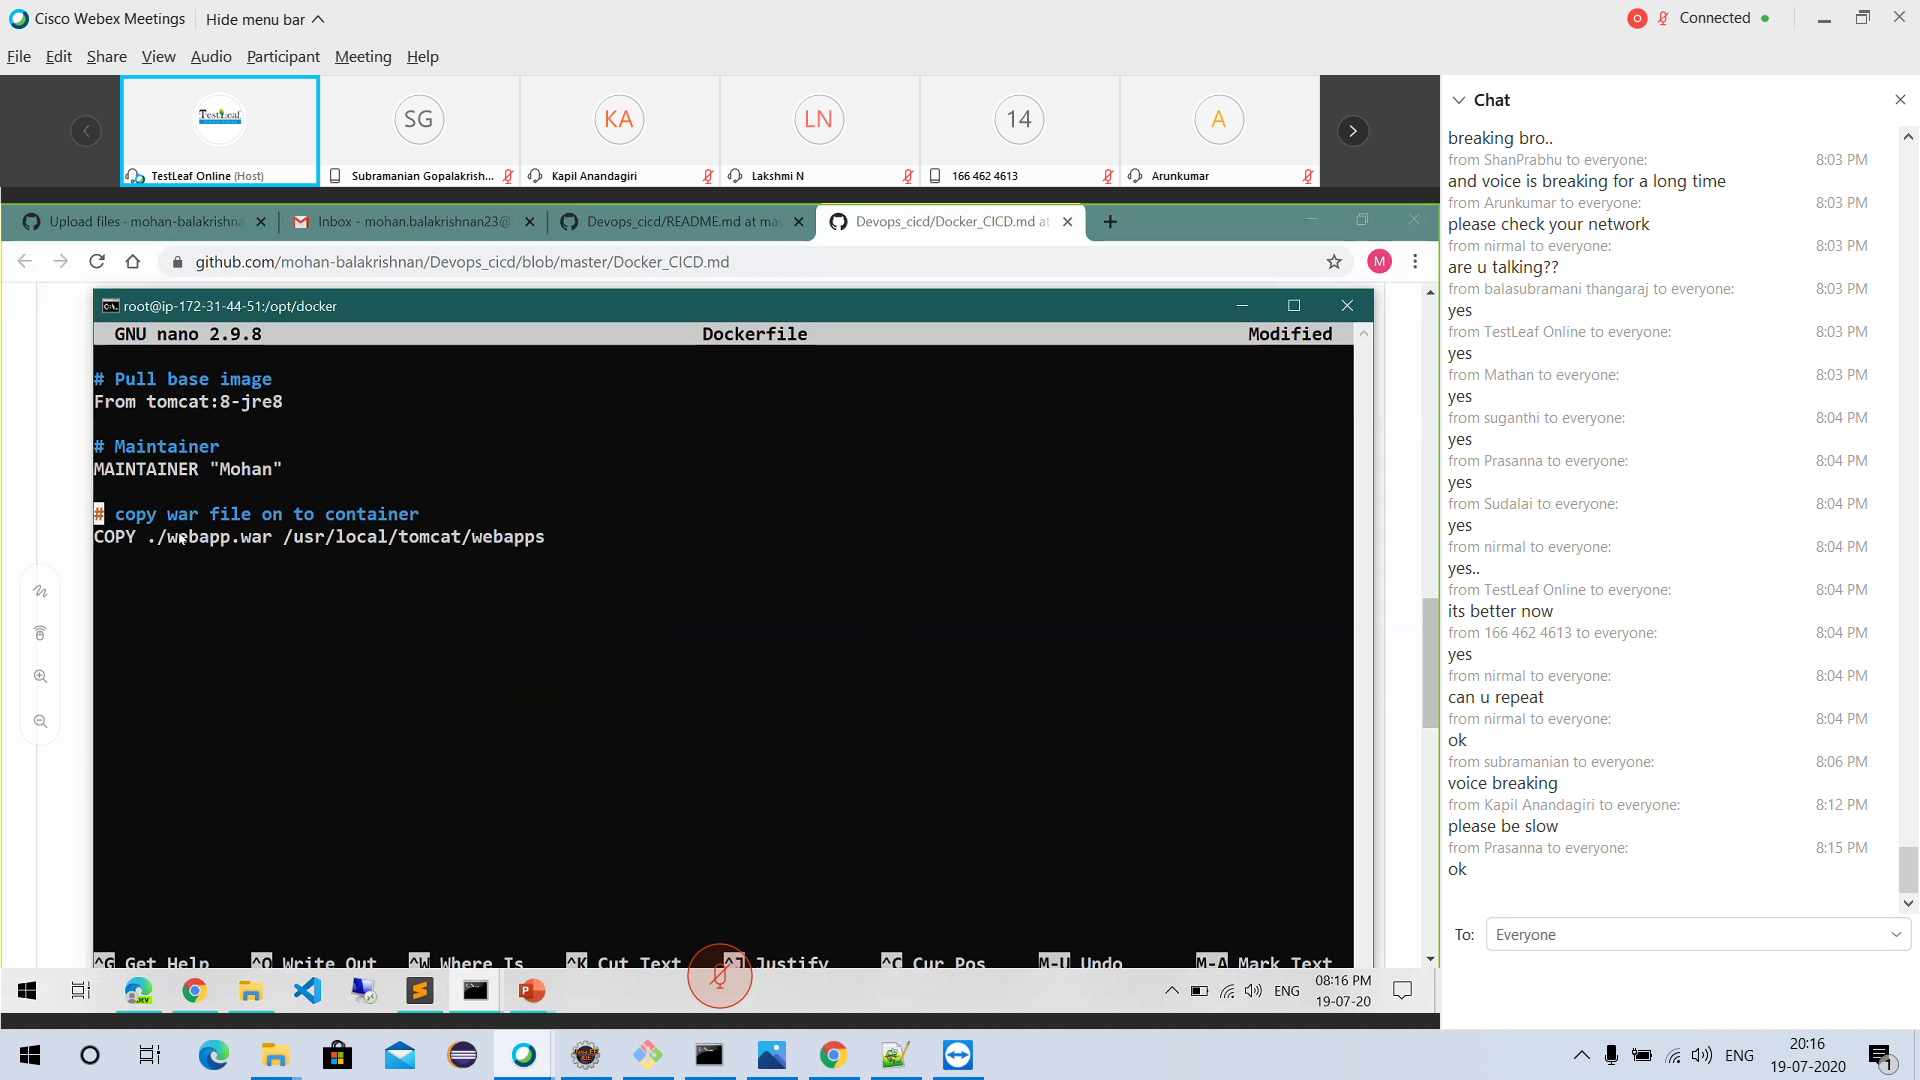 Cisco Webex Meetings
Hide menu bar
Connected
File Edit Share View Audio Participant Meeting Help
TestLeaf
SG
KA
LN
14
A
TestLeaf Online (Host)
Subramanian Gopalakrish...
Kapil Anandagiri
Lakshmi N
166 462 4613
Arunkumar
Upload files · mohan-balakrishna
Inbox - mohan.balakrishnan23@
Devops_cicd/README.md at mas
Devops_cicd/Docker_CICD.md at
github.com/mohan-balakrishnan/Devops_cicd/blob/master/Docker_CICD.md
M
root@ip-172-31-44-51:/opt/docker
GNU nano 2.9.8
Dockerfile
Modified
# Pull base image
From tomcat:8-jre8
# Maintainer
MAINTAINER "Mohan"
# copy war file on to container
COPY ./webapp.war /usr/local/tomcat/webapps
^G Get Help ^O Write Out ^W Where Is ^K Cut Text ^J Justify ^C Cur Pos M-U Undo M-A Mark Text
DEV
ENG
08:16 PM
19-07-20
Chat
breaking bro..
from ShanPrabhu to everyone: 8:03 PM
and voice is breaking for a long time
from Arunkumar to everyone: 8:03 PM
please check your network
from nirmal to everyone: 8:03 PM
are u talking??
from balasubramani thangaraj to everyone: 8:03 PM
yes
from TestLeaf Online to everyone: 8:03 PM
yes
from Mathan to everyone: 8:03 PM
yes
from suganthi to everyone: 8:04 PM
yes
from Prasanna to everyone: 8:04 PM
yes
from Sudalai to everyone: 8:04 PM
yes
from nirmal to everyone: 8:04 PM
yes..
from TestLeaf Online to everyone: 8:04 PM
its better now
from 166 462 4613 to everyone: 8:04 PM
yes
from nirmal to everyone: 8:04 PM
can u repeat
from nirmal to everyone: 8:04 PM
ok
from subramanian to everyone: 8:06 PM
voice breaking
from Kapil Anandagiri to everyone: 8:12 PM
please be slow
from Prasanna to everyone: 8:15 PM
ok
To: Everyone
ENG
20:16
19-07-2020
1